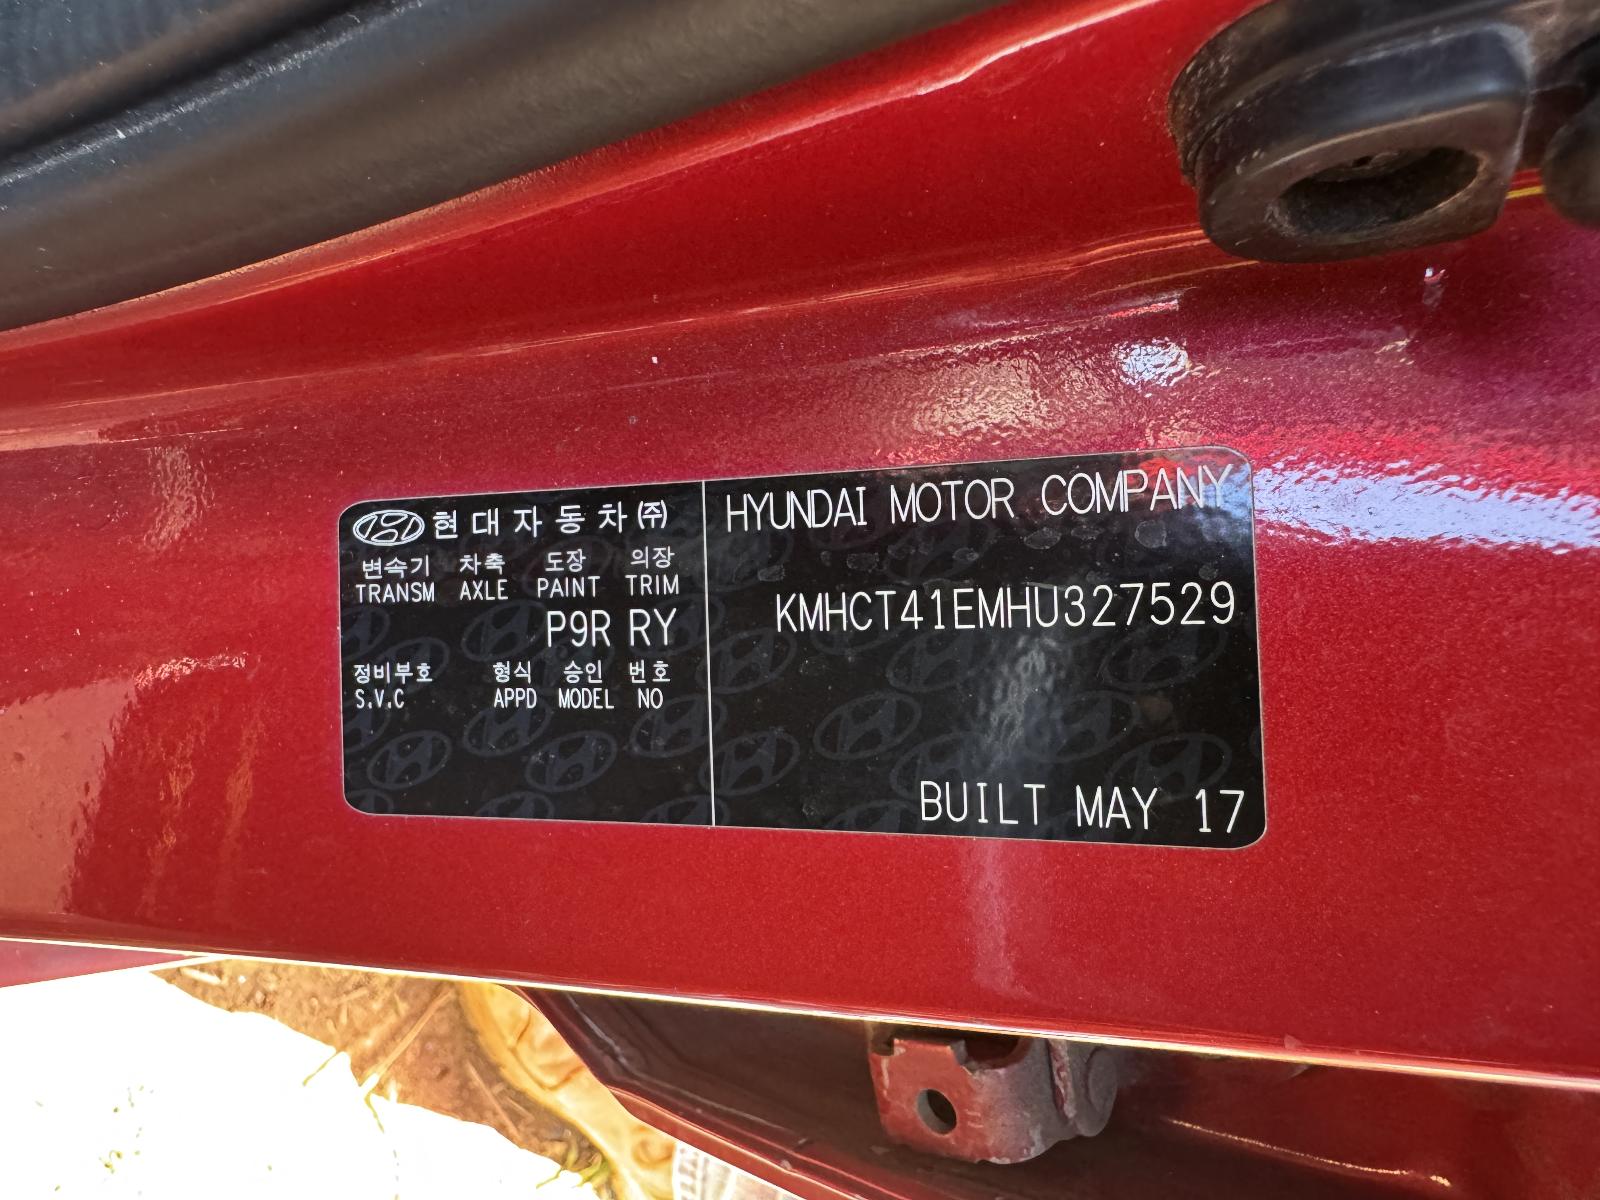 현대자동차㈜
변속기 차축 도장 의장
TRANSM AXLE PAINT TRIM
P9R RY
정비부호 형식 승인 번호
S.V.C APPD MODEL NO
HYUNDAI MOTOR COMPANY
KMHCT41EMHU327529
BUILT MAY 17